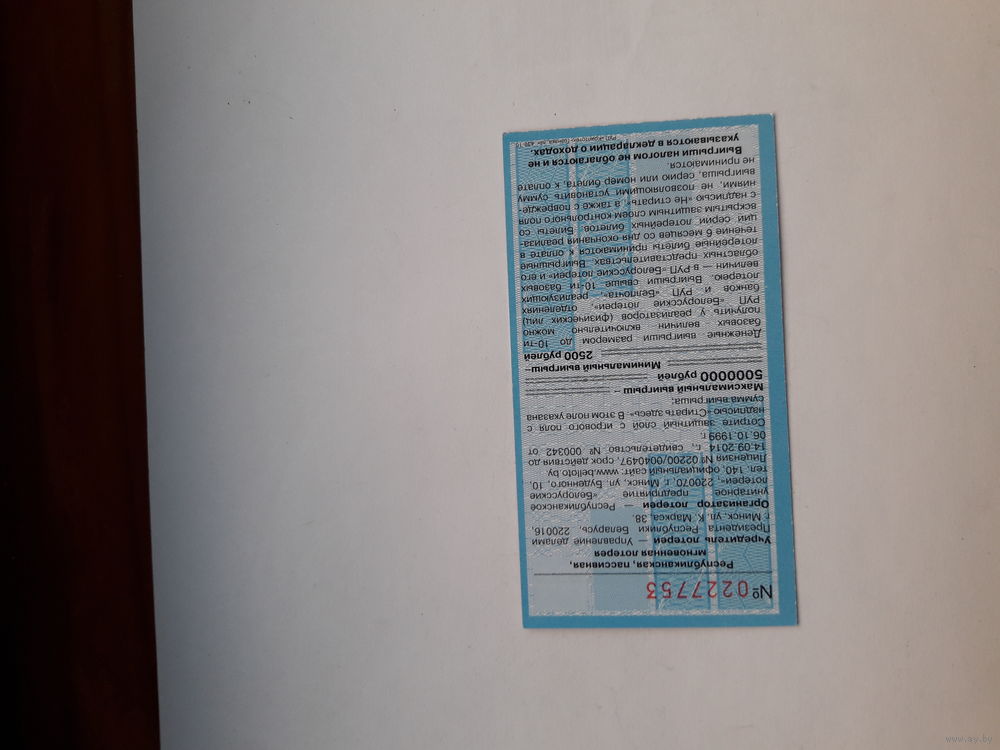 №0227753
Республиканская, пассивная,
мгновенная лотерея
Учредитель лотереи — Управление делами
Президента Республики Беларусь, 220016,
г. Минск, ул. К. Маркса, 38.
Организатор лотереи — Республиканское
унитарное предприятие «Белорусские
лотереи», 220070, г. Минск, ул. Буденного, 10,
тел. 140, официальный сайт: www.belloto.by
Лицензия № 02200/0040497, срок действия до
14.09.2014 г., свидетельство № 000342 от
06.10.1999 г.
Сотрите защитный слой с игрового поля с
надписью «Стирать здесь». В этом поле указана
сумма выигрыша:
Максимальный выигрыш –
5000000 рублей
Минимальный выигрыш–
2500 рублей
Денежные выигрыши размером до 10-ти
базовых величин включительно можно
получить у реализаторов (физических лиц)
РУП «Белорусские лотереи», отделениях
банков и РУП «Белпочта», реализующих
лотерею. Выигрыши свыше 10-ти базовых
величин — в РУП «Белорусские лотереи» и его
областных представительствах. Выигрышные
лотерейные билеты принимаются к оплате в
течение 6 месяцев со дня окончания реализа-
ции серии лотерейных билетов. Билеты со
вскрытым защитным слоем контрольного поля
с надписью «Не стирать», а также с поврежде-
ниями, не позволяющими установить сумму
выигрыша, серию или номер билета, к оплате
не принимаются.
Выигрыши налогом не облагаются и не
указываются в декларации о доходах.
www.ay.by